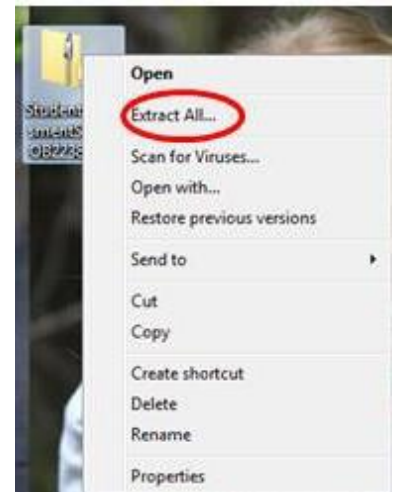 Open
Extract All...
Scan for Viruses...
Open with...
Restore previous versions
Send to
Cut
Copy
Create shortcut
Delete
Rename
Properties